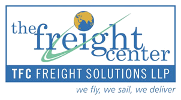 the freight
center
TFC FREIGHT SOLUTIONS LLP
we fly, we sail, we deliver